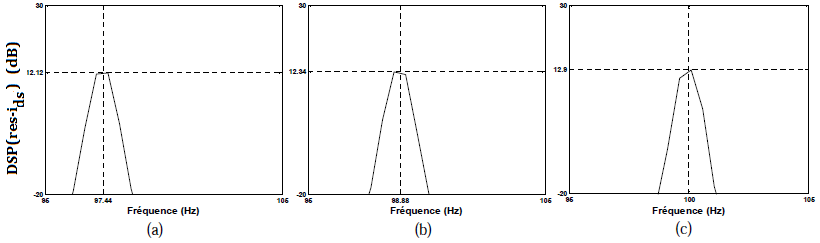 DSP(res-i_ds) (dB)
30
12.12
-20
95
97.44
105
Fréquence (Hz)
(a)
30
12.34
-20
95
98.88
105
Fréquence (Hz)
(b)
30
12.9
-20
95
100
105
Fréquence (Hz)
(c)